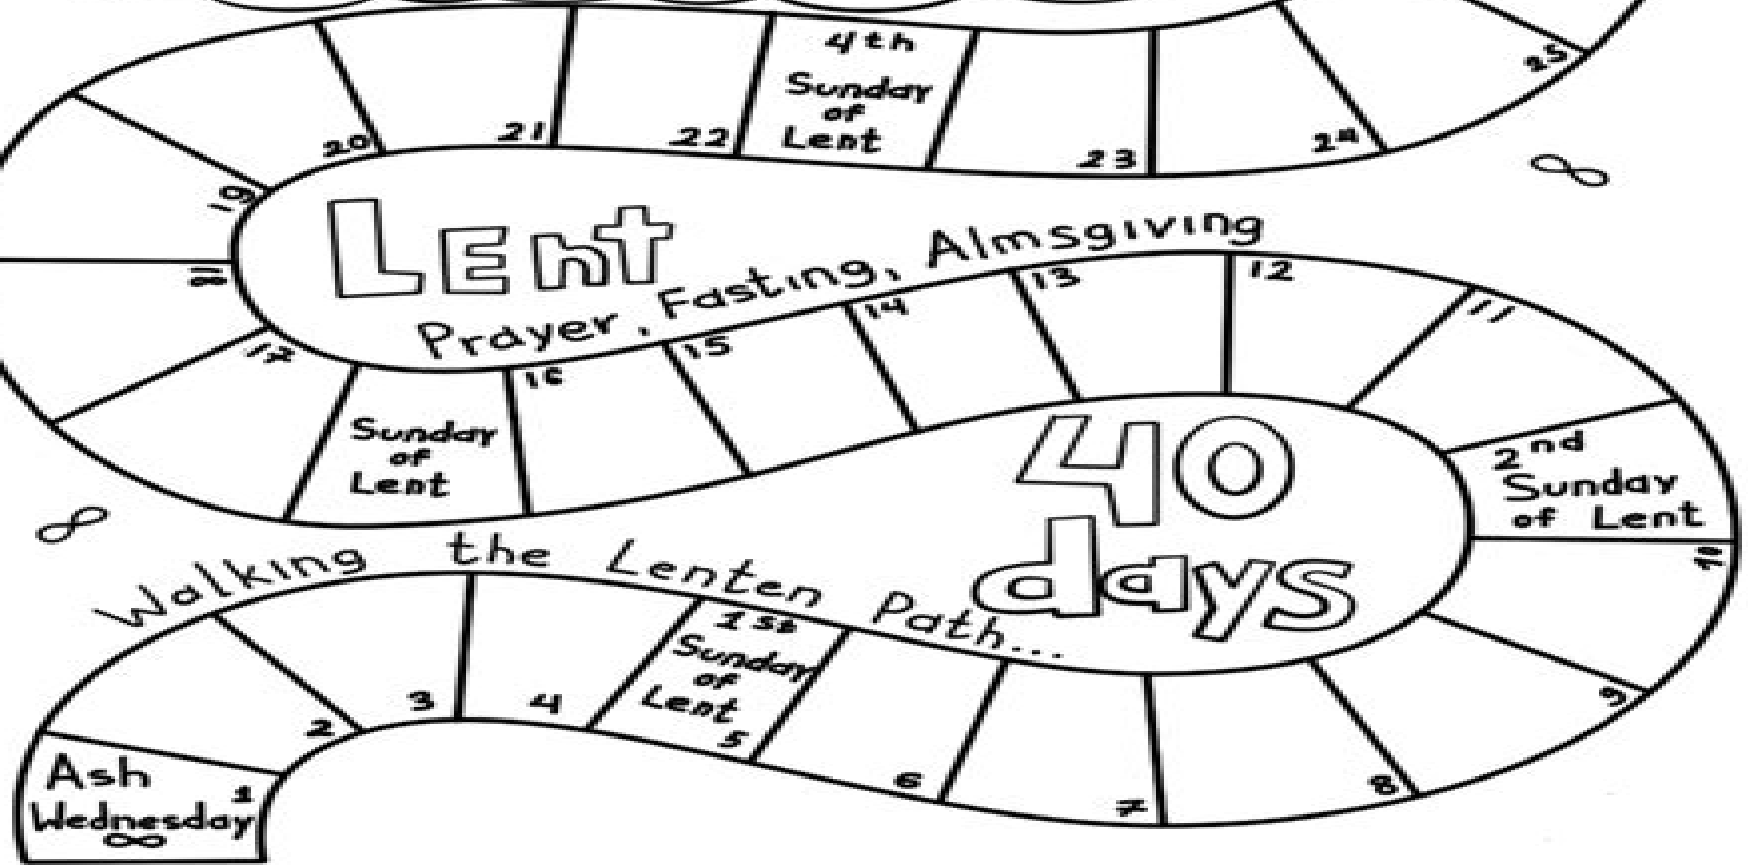 25
4th
Sunday
of
Lent
20
21
22
23
24
19
18
17
LEnt
Prayer, Fasting, Almsgiving
16
15
14
13
12
11
Sunday
of
Lent
40
days
2nd
Sunday
of Lent
10
Walking the Lenten Path...
1st
Sunday
of
Lent
5
2
3
4
6
7
8
9
Ash
1
Wednesday